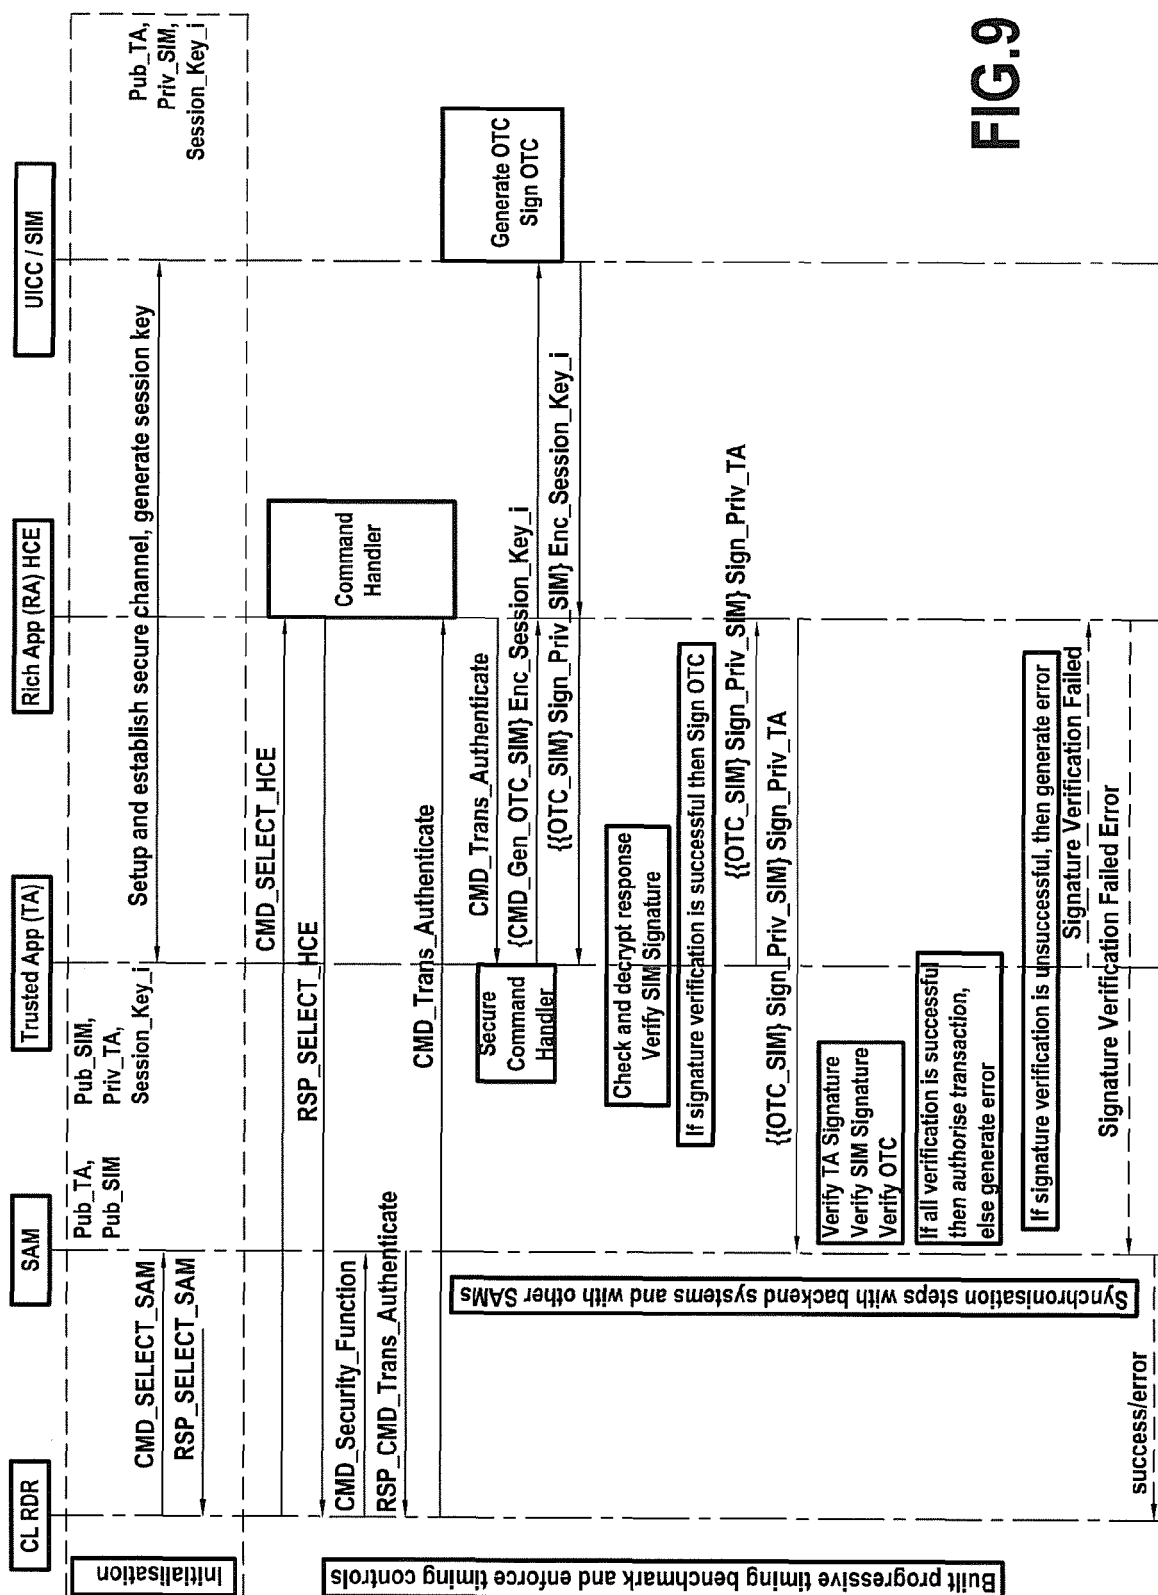 CL RDR
SAM
Trusted App (TA)
Rich App (RA) HCE
UICC / SIM
Initialisation
Pub_TA,
Pub_SIM
Pub_SIM,
Priv_TA,
Session_Key_i
Pub_TA,
Priv_SIM,
Session_Key_i
CMD_SELECT_SAM
RSP_SELECT_SAM
Setup and establish secure channel, generate session key
Built progressive timing benchmark and enforce timing controls
CMD_SELECT_HCE
RSP_SELECT_HCE
Command
Handler
CMD_Security_Function
RSP_CMD_Trans_Authenticate
CMD_Trans_Authenticate
CMD_Trans_Authenticate
Secure
Command
Handler
{CMD_Gen_OTC_SIM} Enc_Session_Key_i
Generate OTC
Sign OTC
{{OTC_SIM} Sign_Priv_SIM} Enc_Session_Key_i
Check and decrypt response
Verify SIM Signature
If signature verification is successful then Sign OTC
{{OTC_SIM} Sign_Priv_SIM} Sign_Priv_TA
{{OTC_SIM} Sign_Priv_SIM} Sign_Priv_TA
Synchronisation steps with backend systems and with other SAMs
Verify TA Signature
Verify SIM Signature
Verify OTC
If all verification is successful
then authorise transaction,
else generate error
If signature verification is unsuccessful, then generate error
Signature Verification Failed
Signature Verification Failed Error
success/error
FIG.9